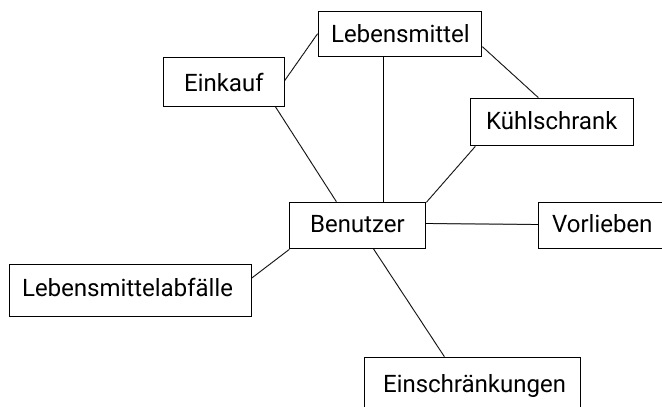 Lebensmittel
Einkauf
Kühlschrank
Benutzer
Vorlieben
Lebensmittelabfälle
Einschränkungen